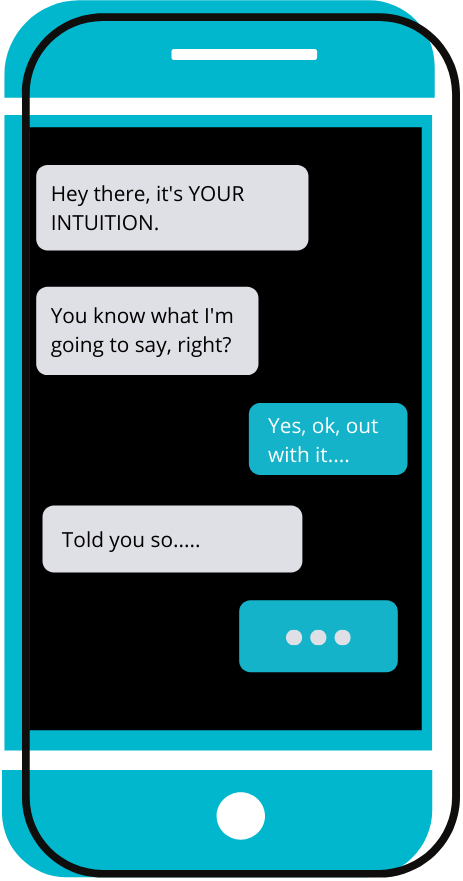 Hey there, it's YOUR
INTUITION.
You know what I'm
going to say, right?
Yes, ok, out
with it....
Told you so.....